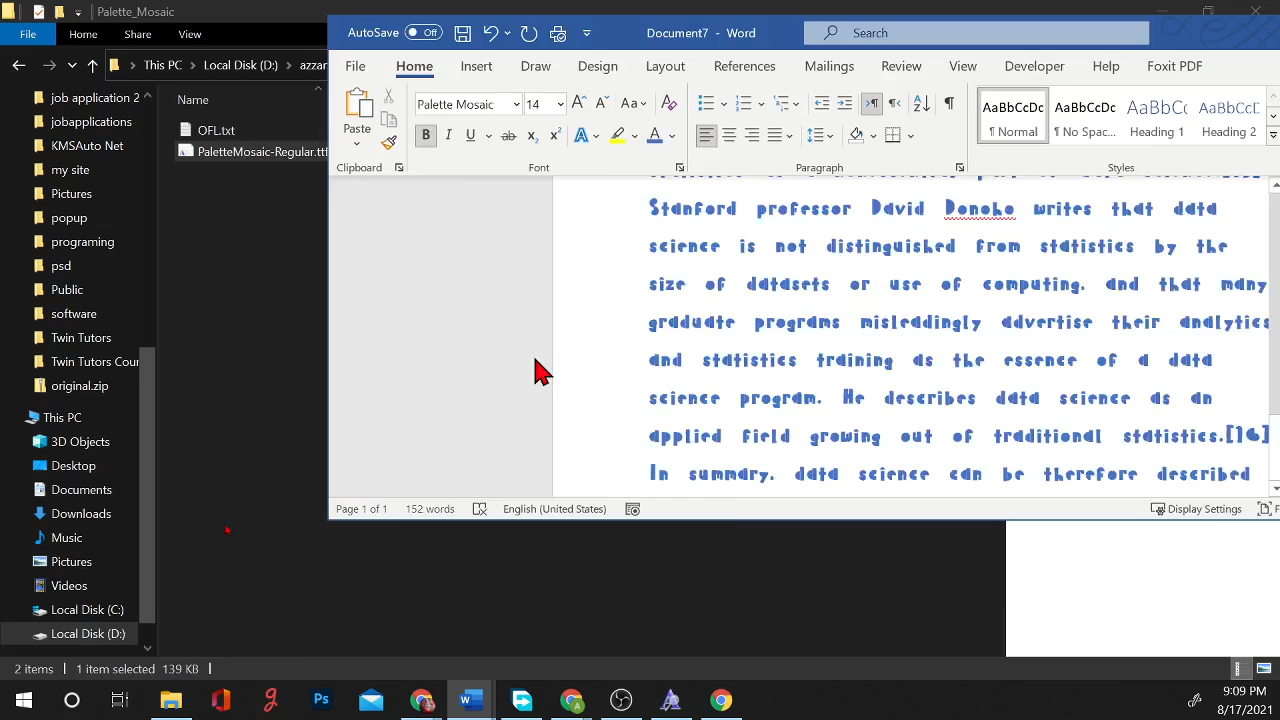 Palette_Mosaic
File Home Share View
This PC Local Disk (D:) azzar
job application 2
jobapplication
KMSAuto Net
my site
Pictures
popup
programing
psd
Public
software
Twin Tutors
Twin Tutors Cour
original.zip
This PC
3D Objects
Desktop
Documents
Downloads
Music
Pictures
Videos
Local Disk (C:)
Local Disk (D:)
Name
OFL.txt
PaletteMosaic-Regular.ttf
2 items 1 item selected 139 KB
AutoSave Off Document7 - Word Search
File Home Insert Draw Design Layout References Mailings Review View Developer Help Foxit PDF
Paste
Clipboard
Palette Mosaic 14
Font
Paragraph
AaBbCcDc AaBbCcDc AaBbCc AaBbCcD
¶ Normal ¶ No Spac... Heading 1 Heading 2
Styles
Stanford professor David Donoho writes that data
science is not distinguished from statistics by the
size of datasets or use of computing, and that many
graduate programs misleadingly advertise their analytics
and statistics training as the essence of a data
science program. He describes data science as an
applied field growing out of traditional statistics.[16]
In summary, data science can be therefore described
Page 1 of 1 152 words English (United States) Display Settings
9:09 PM
8/17/2021